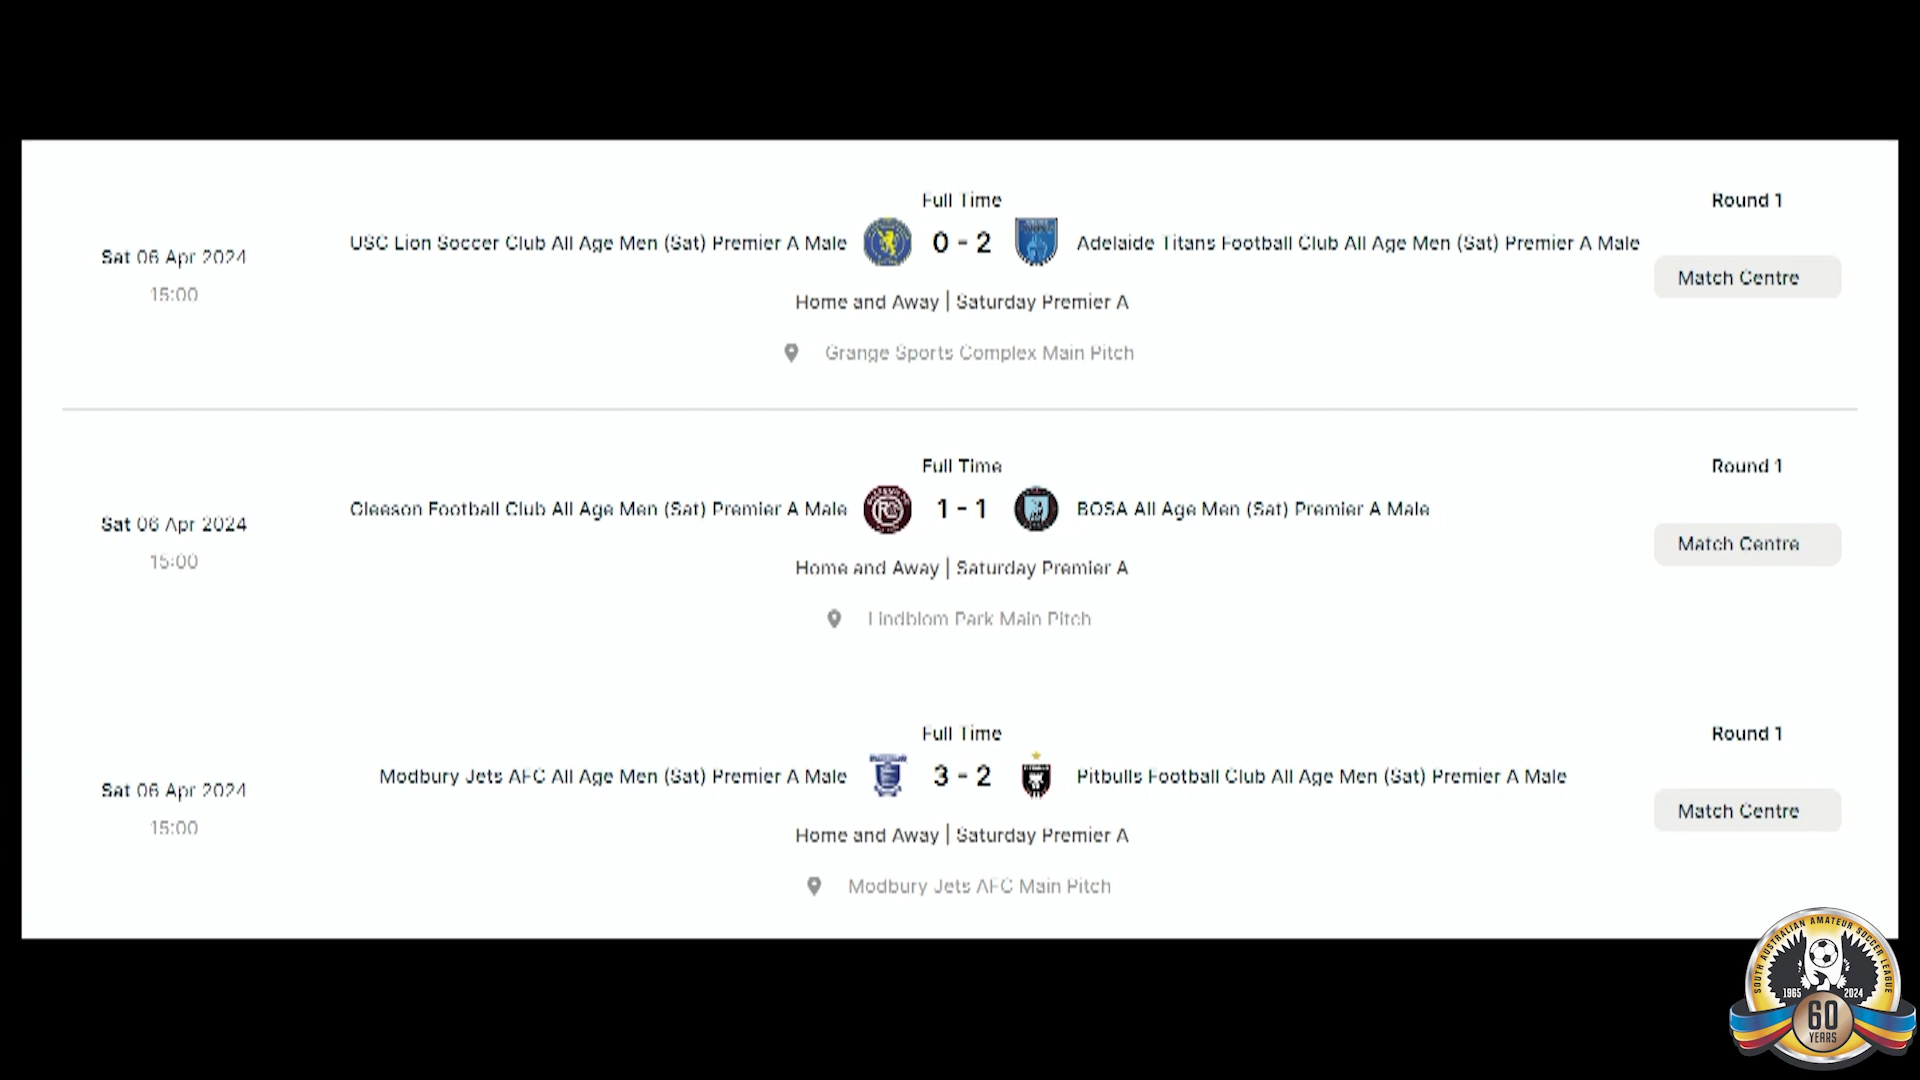 Full Time
Round 1
USC Lion Soccer Club All Age Men (Sat) Premier A Male 0 - 2 Adelaide Titans Football Club All Age Men (Sat) Premier A Male
Sat 06 Apr 2024
Match Centre
15:00
Home and Away | Saturday Premier A
Grange Sports Complex Main Pitch
Full Time
Round 1
Gleeson Football Club All Age Men (Sat) Premier A Male 1 - 1 BOSA All Age Men (Sat) Premier A Male
Sat 06 Apr 2024
Match Centre
15:00
Home and Away | Saturday Premier A
Lindblom Park Main Pitch
Full Time
Round 1
Modbury Jets AFC All Age Men (Sat) Premier A Male 3 - 2 Pitbulls Football Club All Age Men (Sat) Premier A Male
Sat 06 Apr 2024
Match Centre
15:00
Home and Away | Saturday Premier A
Modbury Jets AFC Main Pitch
SOUTH AUSTRALIAN AMATEUR SOCCER LEAGUE
1965 2024
60
YEARS